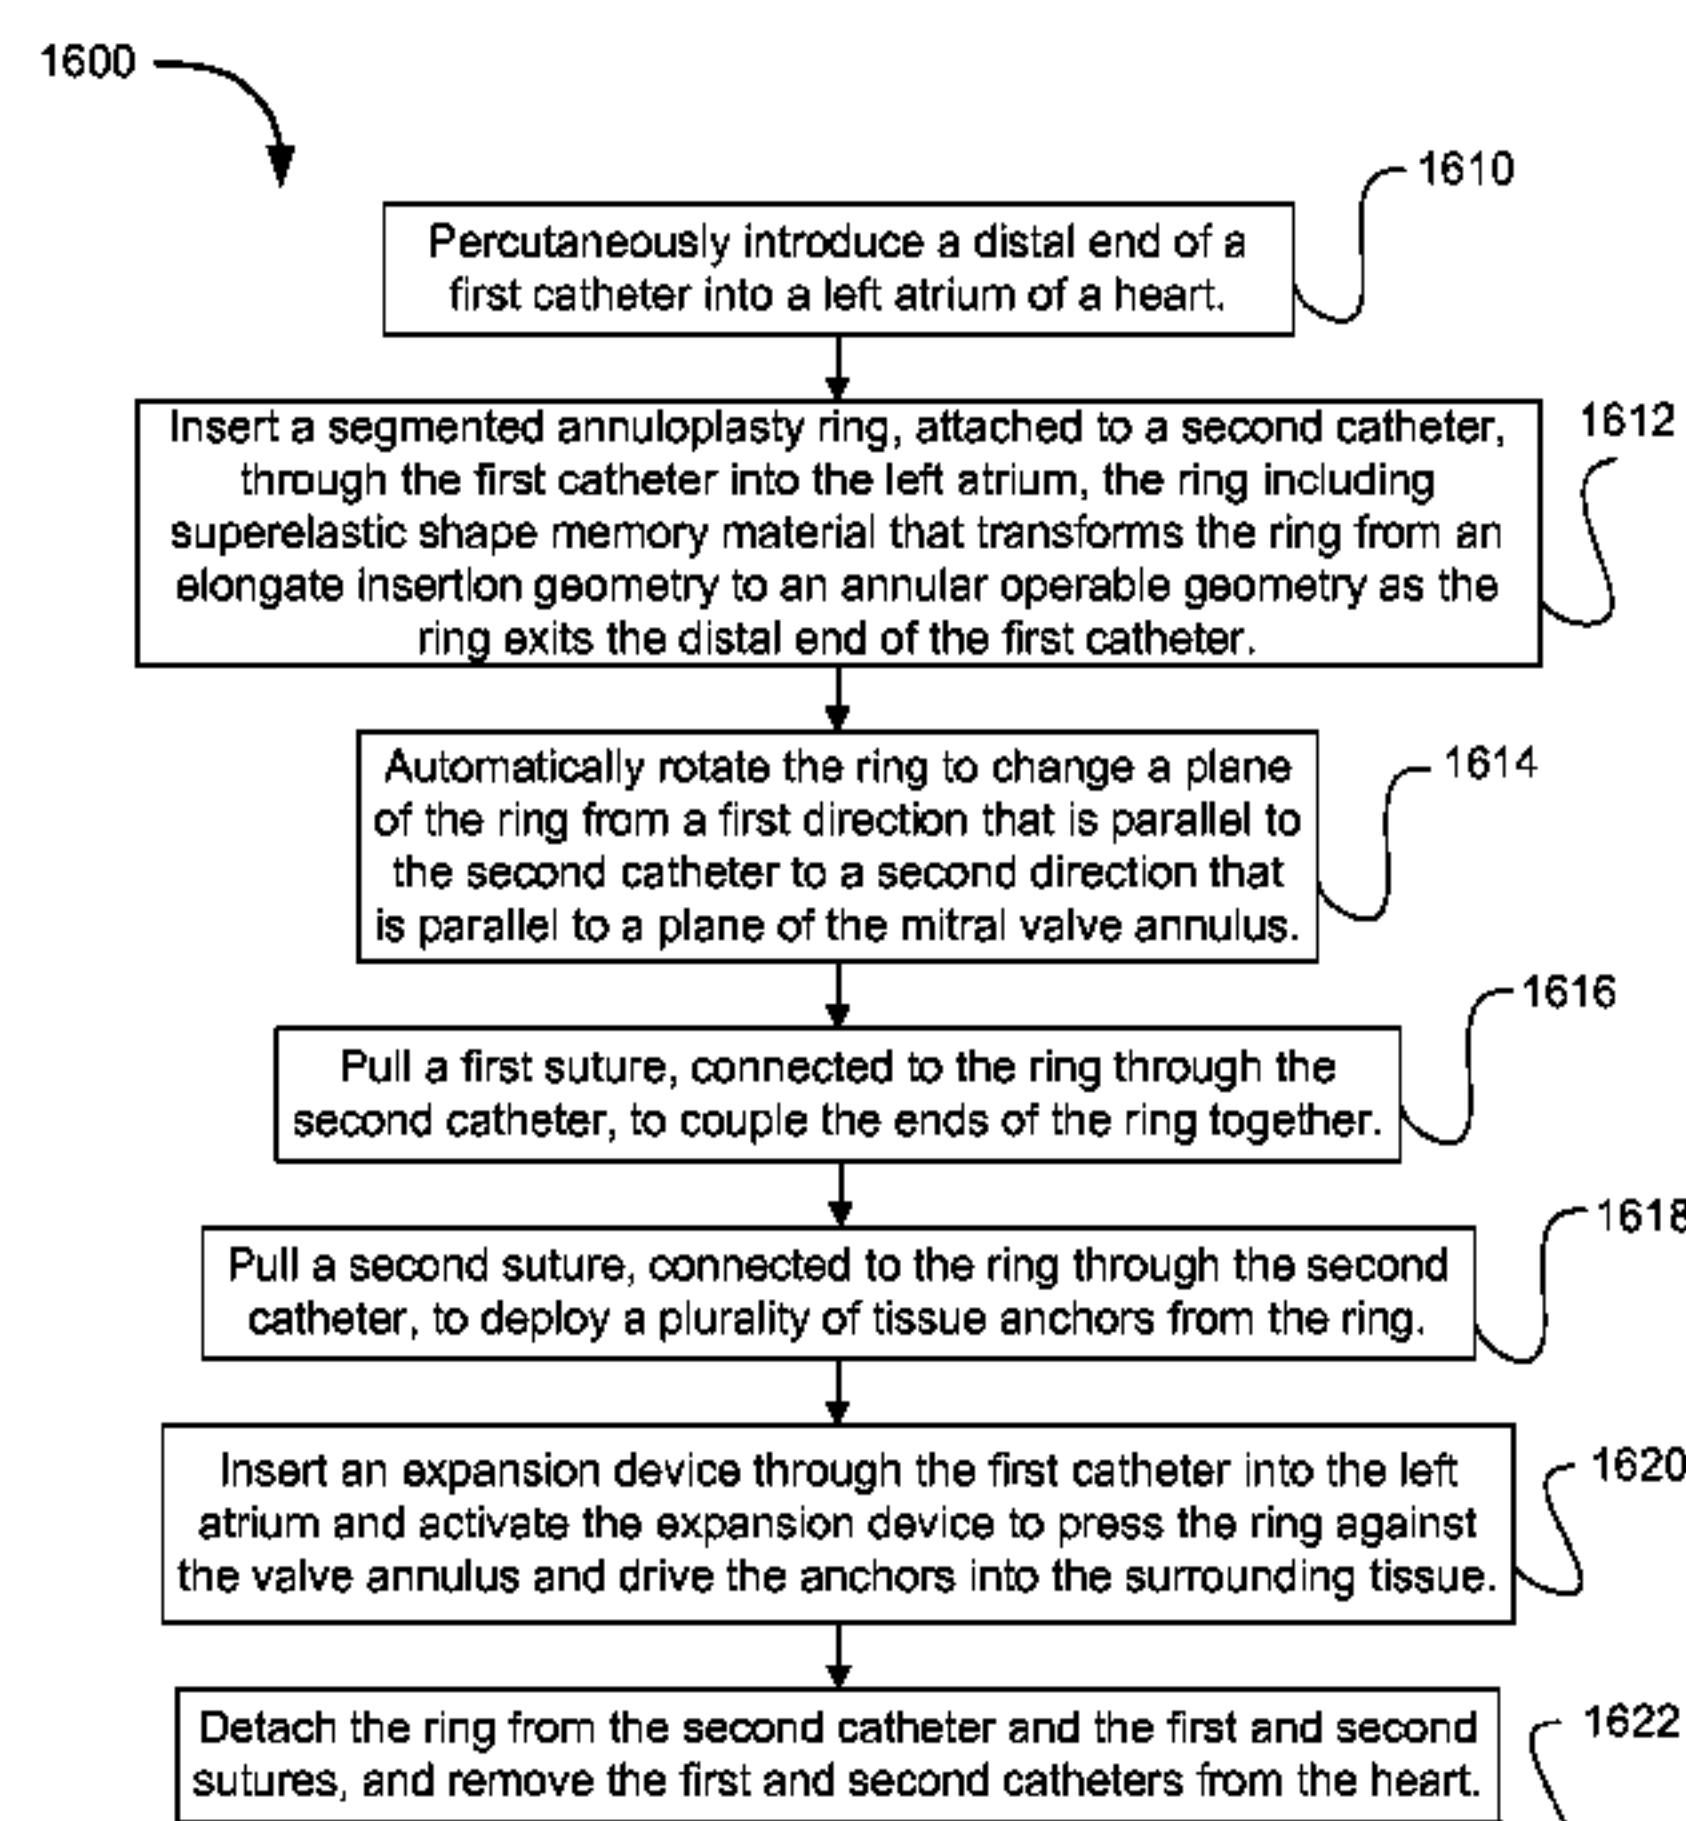 1600
1610
Percutaneously introduce a distal end of a
first catheter into a left atrium of a heart.
1612
Insert a segmented annuloplasty ring, attached to a second catheter,
through the first catheter into the left atrium, the ring including
superelastic shape memory material that transforms the ring from an
elongate insertion geometry to an annular operable geometry as the
ring exits the distal end of the first catheter.
1614
Automatically rotate the ring to change a plane
of the ring from a first direction that is parallel to
the second catheter to a second direction that
is parallel to a plane of the mitral valve annulus.
1616
Pull a first suture, connected to the ring through the
second catheter, to couple the ends of the ring together.
1618
Pull a second suture, connected to the ring through the second
catheter, to deploy a plurality of tissue anchors from the ring.
1620
Insert an expansion device through the first catheter into the left
atrium and activate the expansion device to press the ring against
the valve annulus and drive the anchors into the surrounding tissue.
1622
Detach the ring from the second catheter and the first and second
sutures, and remove the first and second catheters from the heart.